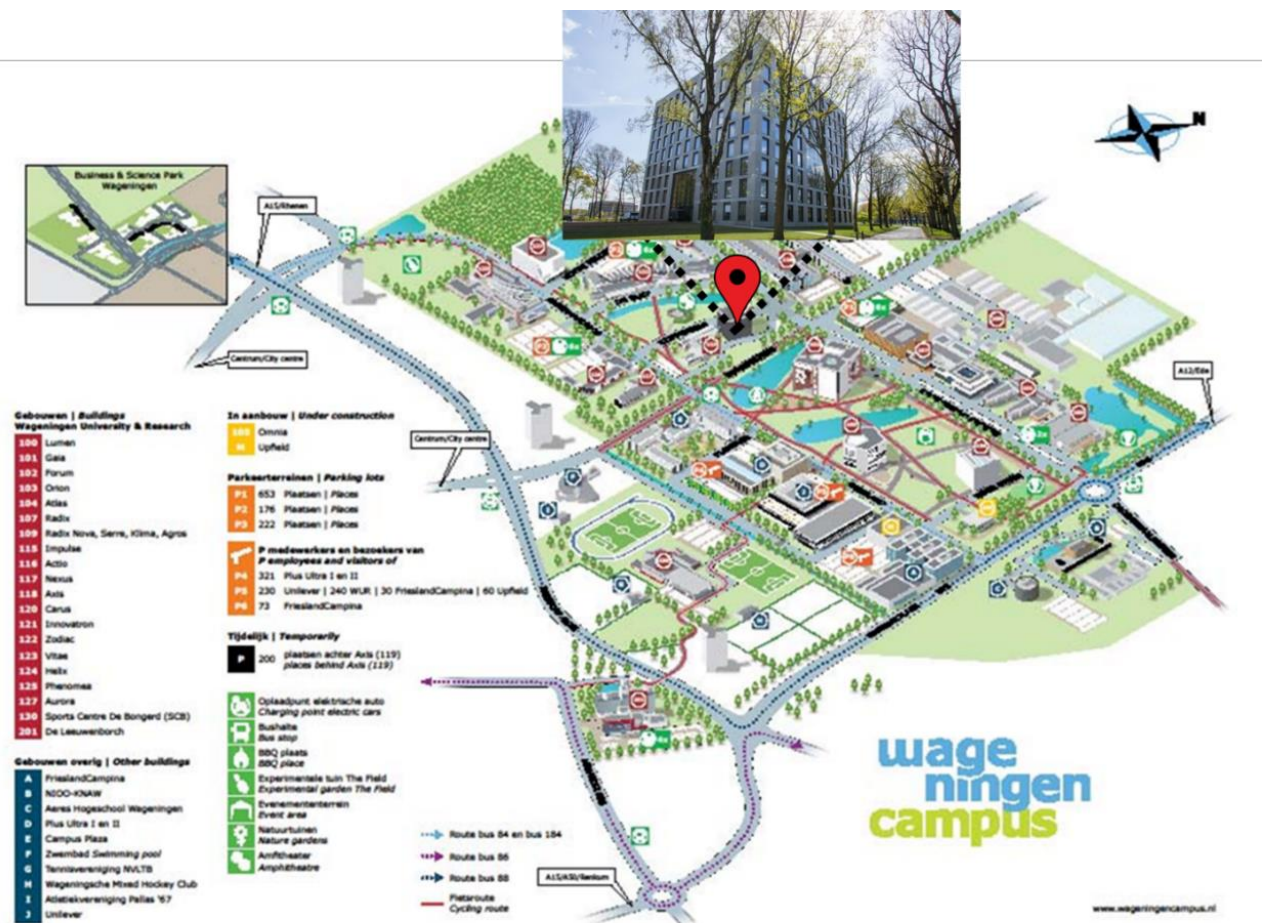 N
Business & Science Park
Wageningen
A15/Rhenen
Centrum/City centre
Centrum/City centre
A12/Ede
Gebouwen | Buildings
Wageningen University & Research
100 Lumen
101 Gaia
102 Forum
103 Orion
104 Atlas
107 Radix
109 Radix Nova, Serre, Klima, Agros
115 Impulse
116 Actio
117 Nexus
118 Axis
120 Carus
121 Innovatron
122 Zodiac
123 Vitae
124 Helix
125 Phenomea
127 Aurora
130 Sports Centre De Bongerd (SCB)
201 De Leeuwenborch
Gebouwen overig | Other buildings
A FrieslandCampina
B NIOO-KNAW
C Aeres Hogeschool Wageningen
D Plus Ultra I en II
E Campus Plaza
F Zwembad Swimming pool
G Tennisvereniging NVLTB
H Wageningsche Mixed Hockey Club
I Atletiekvereniging Pallas '67
J Unilever
In aanbouw | Under construction
Omnia
Upfield
Parkeerterreinen | Parking lots
P1 653 Plaatsen | Places
P2 176 Plaatsen | Places
P3 222 Plaatsen | Places
P medewerkers en bezoekers van
P employees and visitors of
P4 321 Plus Ultra I en II
P5 230 Unilever | 240 WUR | 30 FrieslandCampina | 60 Upfield
P6 73 FrieslandCampina
Tijdelijk | Temporarily
P 200 plaatsen achter Axis (119)
places behind Axis (119)
Oplaadpunt elektrische auto
Charging point electric cars
Bushalte
Bus stop
BBQ plaats
BBQ place
Experimentele tuin The Field
Experimental garden The Field
Evenemententerrein
Event area
Natuurtuinen
Nature gardens
Amfitheater
Amphitheatre
Route bus 84 en bus 184
Route bus 86
Route bus 88
Fietsroute
Cycling route
A15/A50/Renkum
wage
ningen
campus
www.wageningencampus.nl